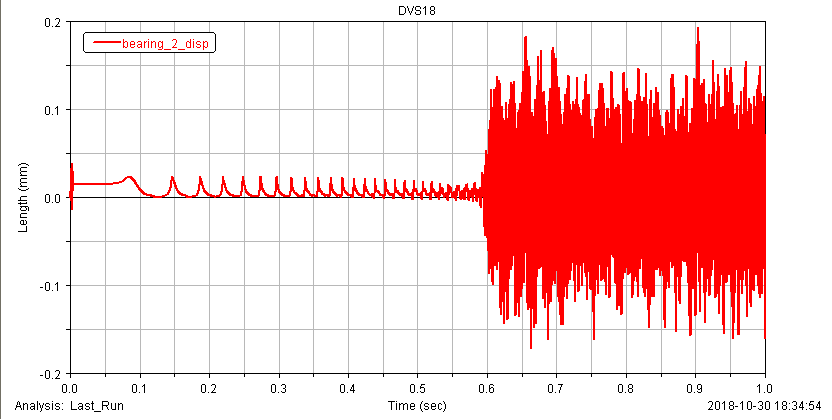 DVS18
bearing_2_disp
Length (mm)
0.2
0.1
0.0
-0.1
-0.2
0.0 0.1 0.2 0.3 0.4 0.5 0.6 0.7 0.8 0.9 1.0
Analysis: Last_Run Time (sec) 2018-10-30 18:34:54